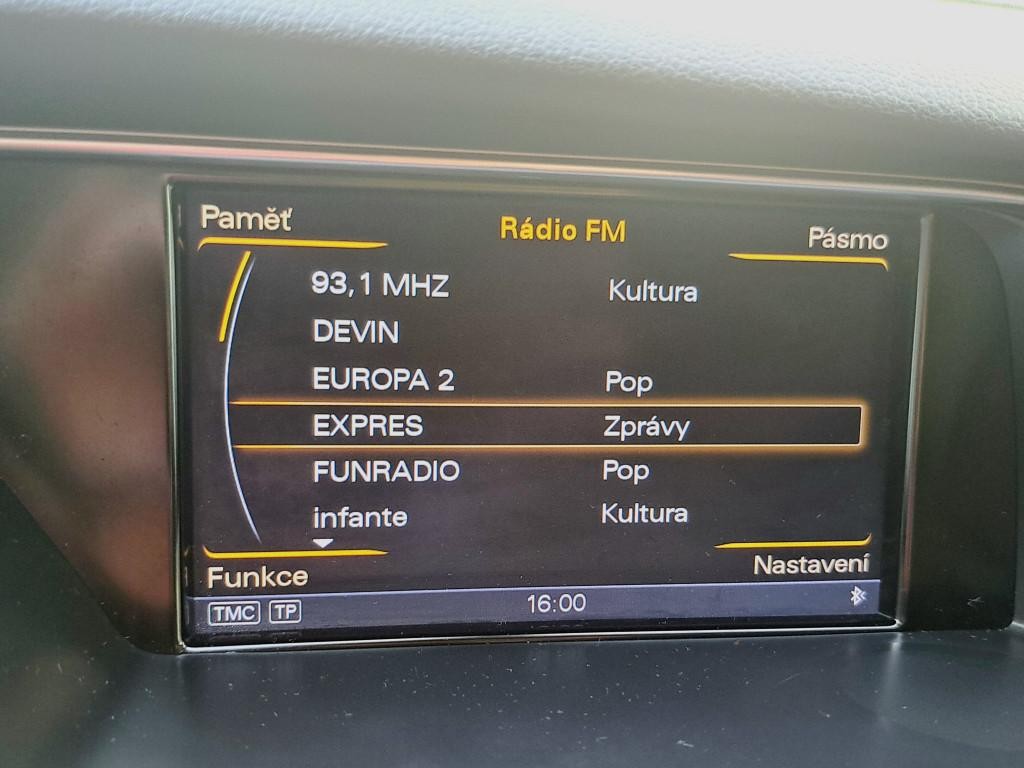 Paměť
Rádio FM
Pásmo
93,1 MHZ Kultura
DEVIN
EUROPA 2 Pop
EXPRES Zprávy
FUNRADIO Pop
infante Kultura
Funkce
Nastavení
TMC TP 16:00